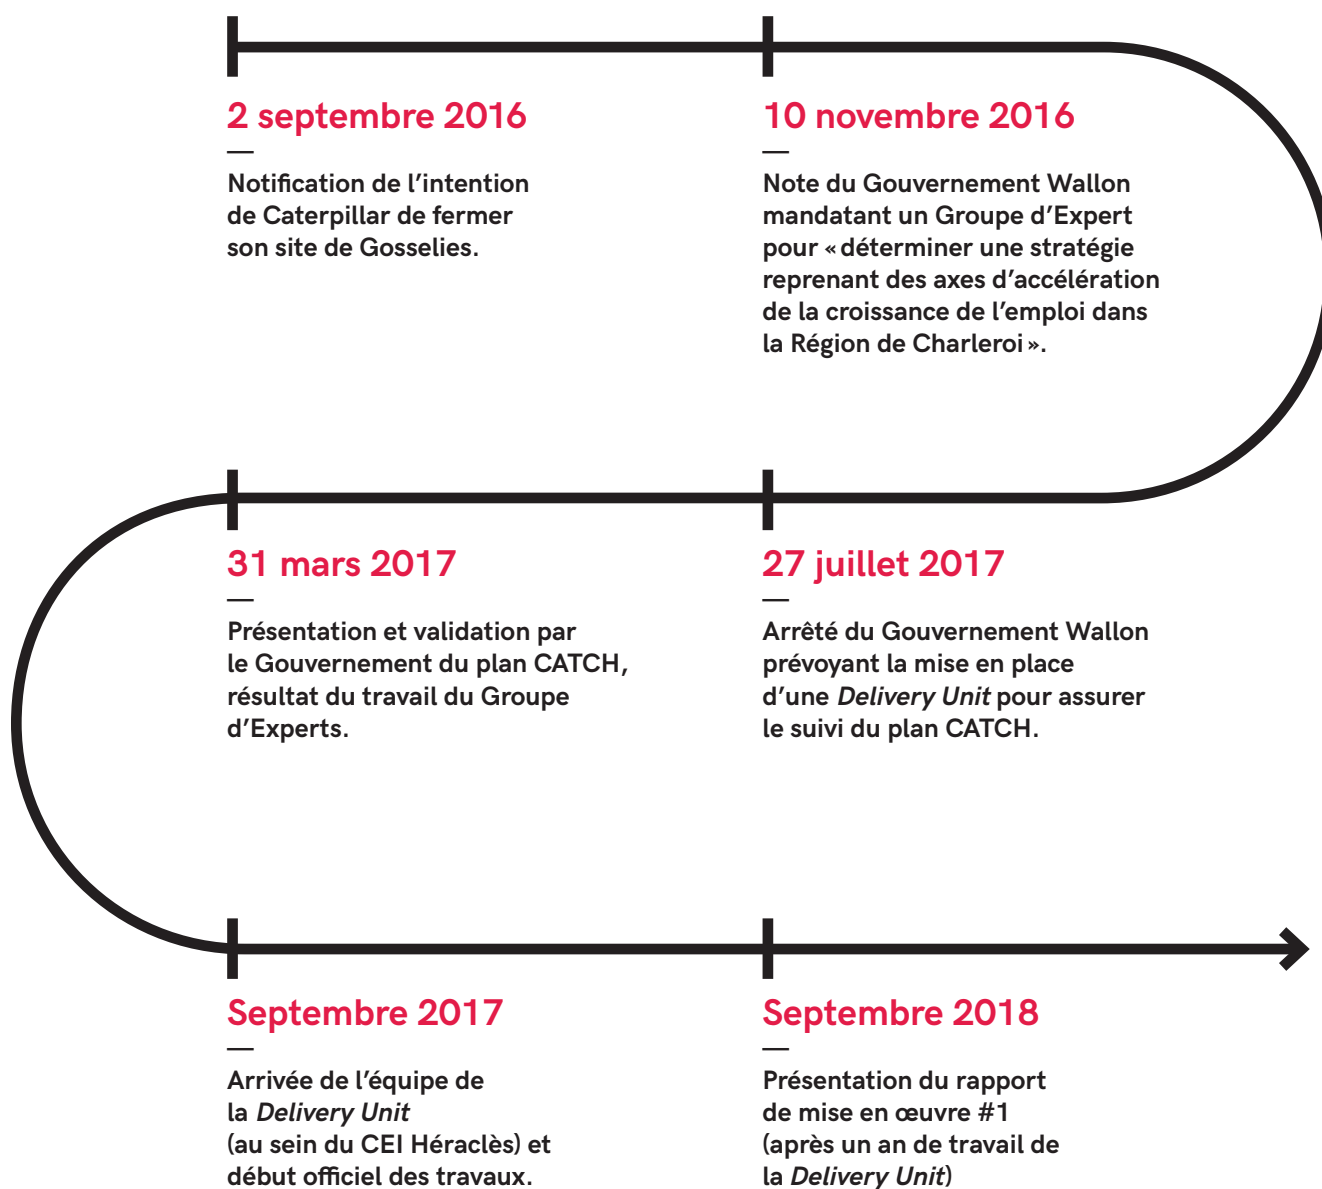 2 septembre 2016
—
Notification de l’intention
de Caterpillar de fermer
son site de Gosselies.
10 novembre 2016
—
Note du Gouvernement Wallon
mandatant un Groupe d’Expert
pour « déterminer une stratégie
reprenant des axes d’accélération
de la croissance de l’emploi dans
la Région de Charleroi ».
31 mars 2017
—
Présentation et validation par
le Gouvernement du plan CATCH,
résultat du travail du Groupe
d’Experts.
27 juillet 2017
—
Arrêté du Gouvernement Wallon
prévoyant la mise en place
d’une Delivery Unit pour assurer
le suivi du plan CATCH.
Septembre 2017
—
Arrivée de l’équipe de
la Delivery Unit
(au sein du CEI Héraclès) et
début officiel des travaux.
Septembre 2018
—
Présentation du rapport
de mise en œuvre #1
(après un an de travail de
la Delivery Unit)